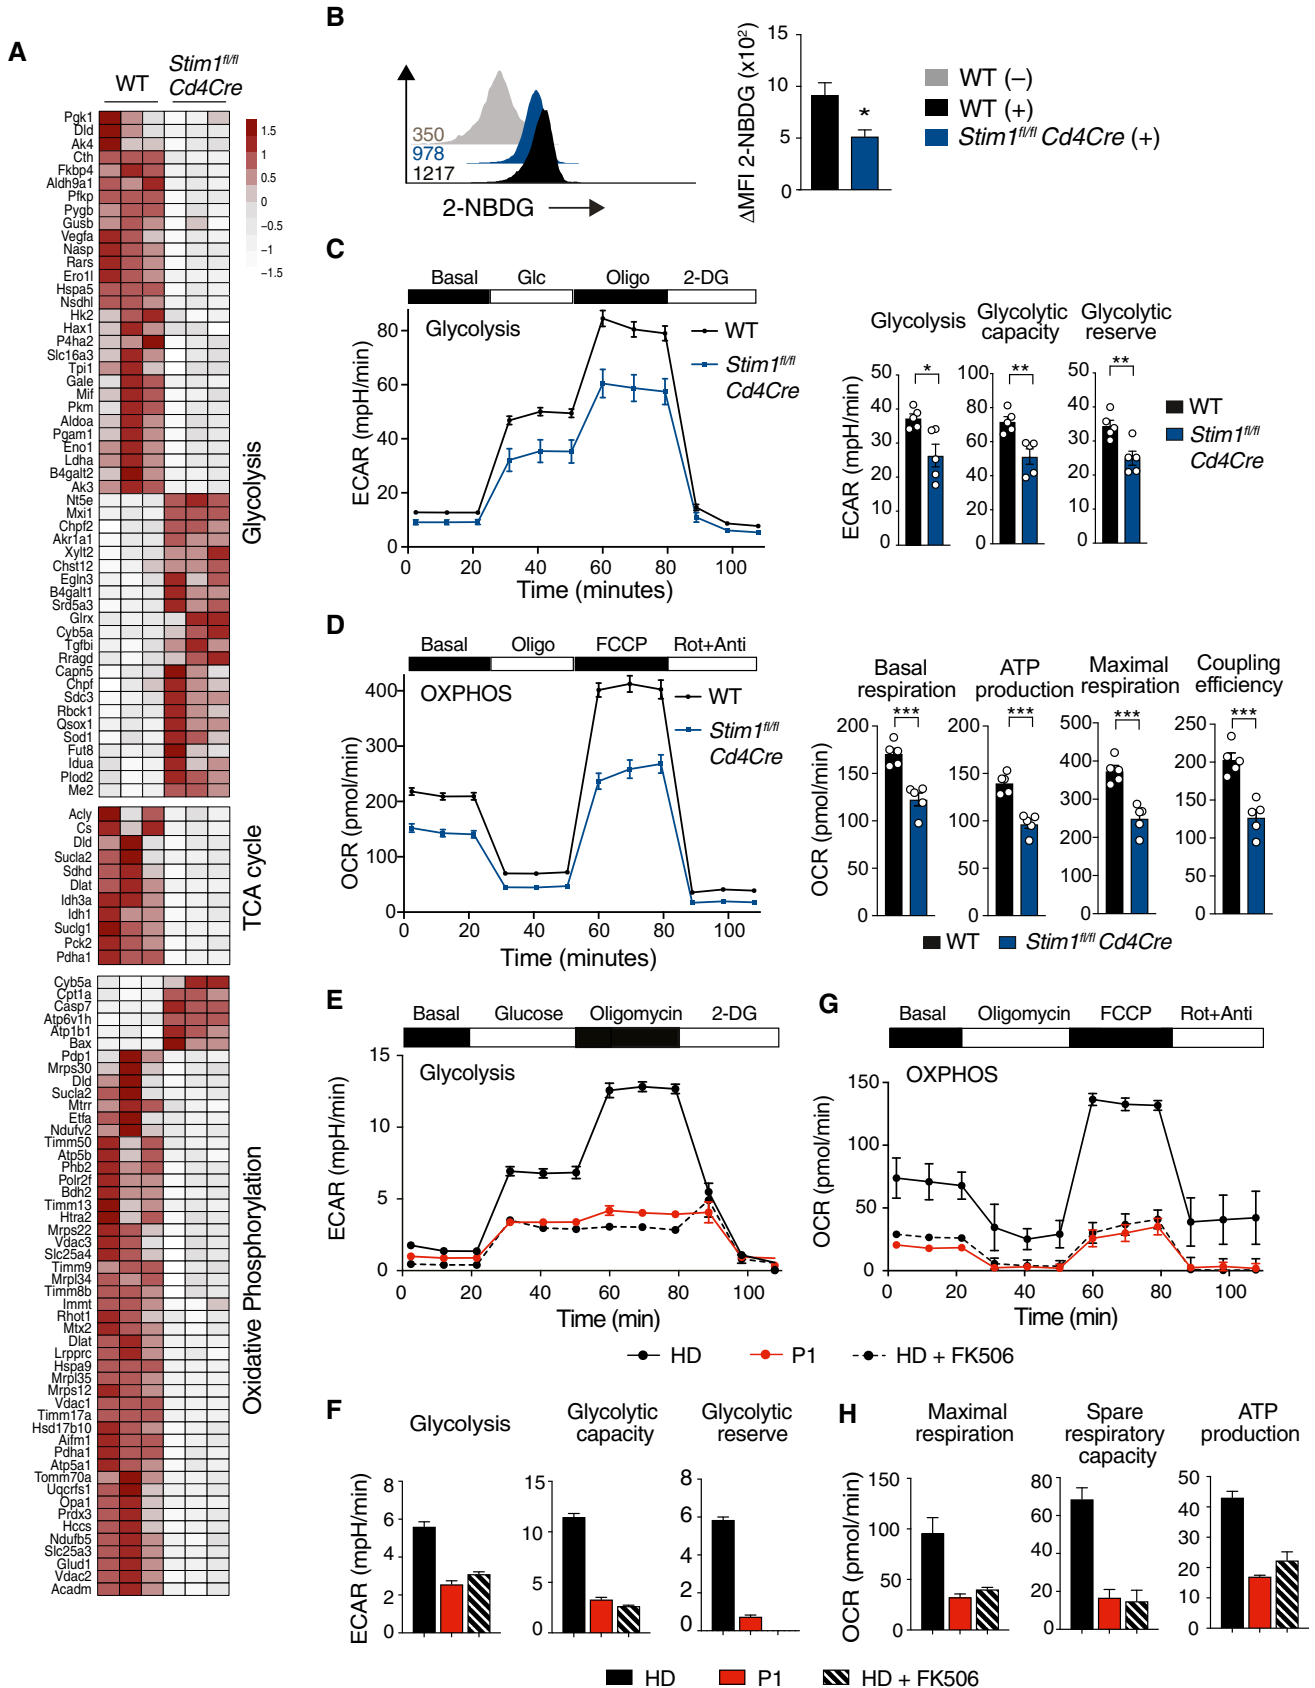 A
WT
Stim1fl/fl
Cd4Cre
Pgk1
Dld
Ak4
Cth
Fkbp4
Aldh9a1
Pfkp
Pygb
Gusb
Vegfa
Nasp
Rars
Ero1l
Hspa5
Nsdhl
Hk2
Hax1
P4ha2
Slc16a3
Tpi1
Gale
Mif
Pkm
Aldoa
Pgam1
Eno1
Ldha
B4galt2
Ak3
Nt5e
Mxi1
Chpf2
Akr1a1
Xylt2
Chst12
Egln3
B4galt1
Srd5a3
Glrx
Cyb5a
Tgfbi
Rragd
Capn5
Chpf
Sdc3
Rbck1
Qsox1
Sod1
Fut8
Idua
Plod2
Me2
Glycolysis
1.5
1
0.5
0
−0.5
−1
−1.5
Acly
Cs
Dld
Sucla2
Sdhd
Dlat
Idh3a
Idh1
Suclg1
Pck2
Pdha1
TCA cycle
Cyb5a
Cpt1a
Casp7
Atp6v1h
Atp1b1
Bax
Pdp1
Mrps30
Dld
Sucla2
Mtrr
Etfa
Ndufv2
Timm50
Atp5b
Phb2
Polr2f
Bdh2
Timm13
Htra2
Mrps22
Vdac3
Slc25a4
Timm9
Mrpl34
Timm8b
Immt
Rhot1
Mtx2
Dlat
Lrpprc
Hspa9
Mrpl35
Mrps12
Vdac1
Timm17a
Hsd17b10
Aifm1
Pdha1
Atp5a1
Tomm70a
Uqcrfs1
Opa1
Prdx3
Hccs
Ndufb5
Slc25a3
Glud1
Vdac2
Acadm
Oxidative Phosphorylation
B
350
978
1217
2-NBDG
ΔMFI 2-NBDG (x10²)
15
10
5
0
*
WT (–)
WT (+)
Stim1fl/fl Cd4Cre (+)
C
Basal Glc Oligo 2-DG
Glycolysis
WT
Stim1fl/fl
Cd4Cre
ECAR (mpH/min)
80
60
40
20
0
0 20 40 60 80 100
Time (minutes)
Glycolysis
Glycolytic
capacity
Glycolytic
reserve
ECAR (mpH/min)
50
40
30
20
10
0
*
100
80
60
40
20
0
**
50
40
30
20
10
0
**
WT
Stim1fl/fl
Cd4Cre
D
Basal Oligo FCCP Rot+Anti
OXPHOS
WT
Stim1fl/fl
Cd4Cre
OCR (pmol/min)
400
300
200
100
0
0 20 40 60 80 100
Time (minutes)
Basal
respiration
ATP
production
Maximal
respiration
Coupling
efficiency
OCR (pmol/min)
200
150
100
50
0
***
200
150
100
50
0
***
500
400
300
200
100
0
***
250
200
150
100
50
0
***
WT Stim1fl/fl Cd4Cre
E
Basal Glucose Oligomycin 2-DG
Glycolysis
ECAR (mpH/min)
15
10
5
0
0 20 40 60 80 100
Time (min)
G
Basal Oligomycin FCCP Rot+Anti
OXPHOS
OCR (pmol/min)
150
100
50
0
0 20 40 60 80 100
Time (min)
HD P1 HD + FK506
F
Glycolysis
Glycolytic
capacity
Glycolytic
reserve
ECAR (mpH/min)
8
6
4
2
0
15
10
5
0
8
6
4
2
0
H
Maximal
respiration
Spare
respiratory
capacity
ATP
production
OCR (pmol/min)
150
100
50
0
80
60
40
20
0
50
40
30
20
10
0
HD P1 HD + FK506